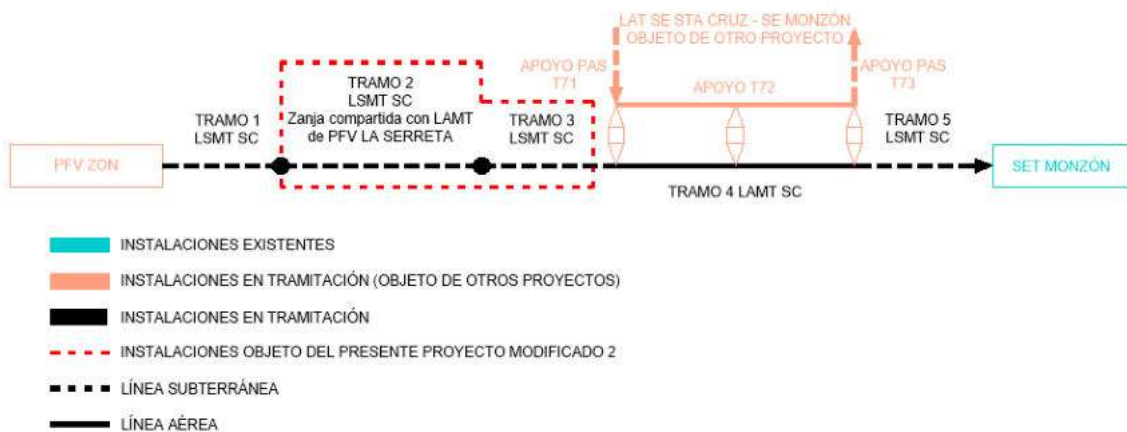 LAT SE STA CRUZ - SE MONZÓN
OBJETO DE OTRO PROYECTO
APOYO PAS
T71
APOYO T72
APOYO PAS
T73
TRAMO 1
LSMT SC
TRAMO 2
LSMT SC
Zanja compartida con LAMT
de PFV LA SERRETA
TRAMO 3
LSMT SC
TRAMO 5
LSMT SC
PFV ZON
SET MONZÓN
TRAMO 4 LAMT SC
INSTALACIONES EXISTENTES
INSTALACIONES EN TRAMITACIÓN (OBJETO DE OTROS PROYECTOS)
INSTALACIONES EN TRAMITACIÓN
INSTALACIONES OBJETO DEL PRESENTE PROYECTO MODIFICADO 2
LÍNEA SUBTERRÁNEA
LÍNEA AÉREA